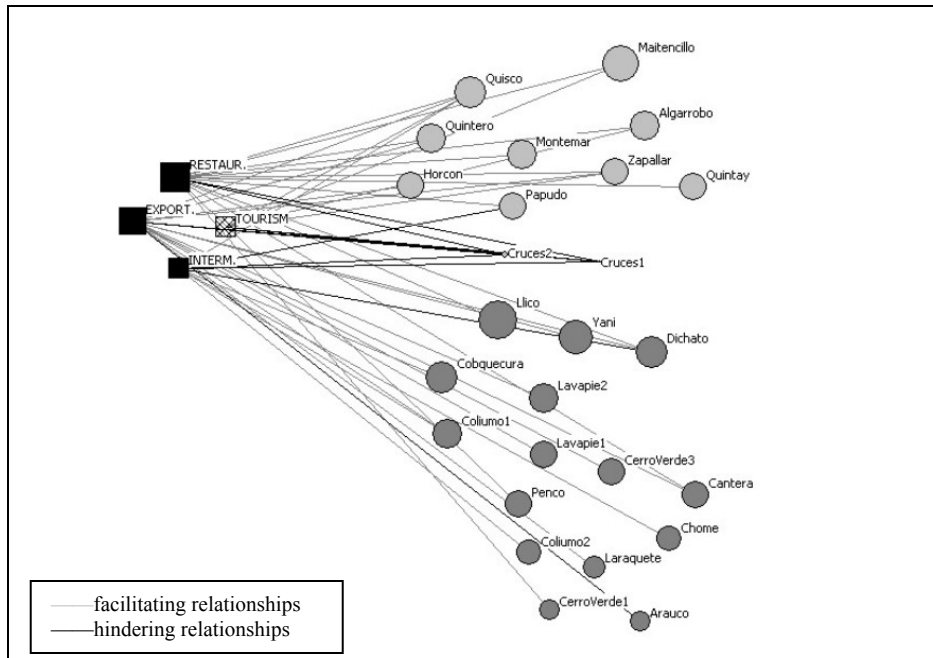 Maitencillo
Quisco
Algarrobo
Quintero
Montemar
RESTAUR.
Zapallar
Horcon
Quintay
Papudo
EXPORT.
TOURISM
Cruces2
INTERM.
Cruces1
Llico
Yani
Dichato
Cobquecura
Lavapie2
Coliumo1
Lavapie1
CerroVerde3
Cantera
Penco
Chome
Coliumo2
Laraquete
CerroVerde1
Arauco
facilitating relationships
hindering relationships